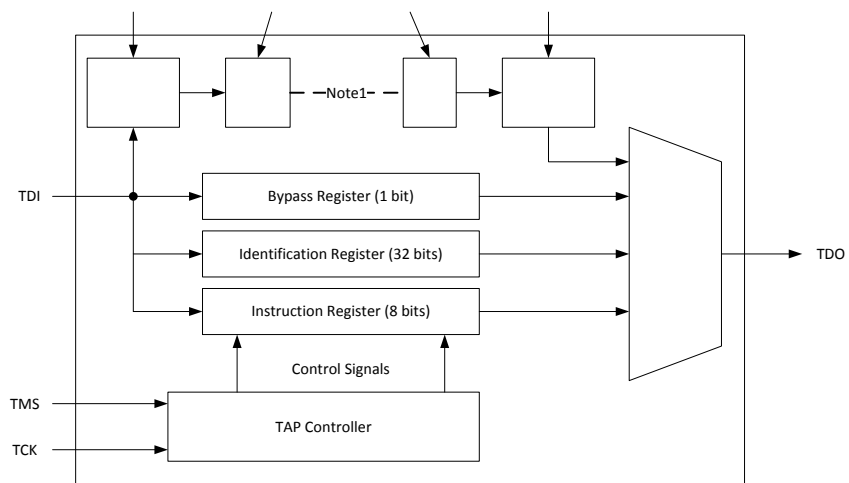 Note1
TDI
Bypass Register (1 bit)
Identification Register (32 bits)
TDO
Instruction Register (8 bits)
Control Signals
TMS
TAP Controller
TCK